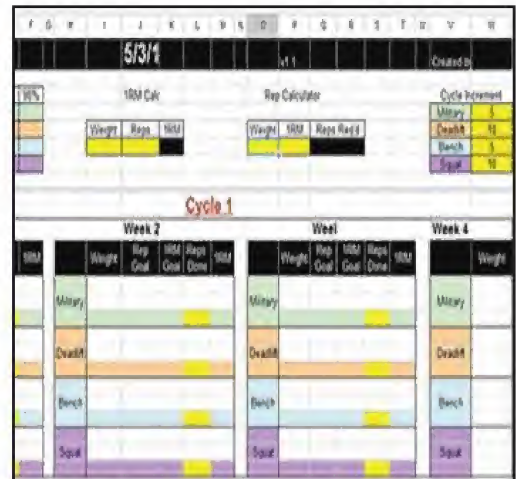 F G H I J K L M N O P Q R S T U V W
5/3/1 v1.1 Created b
90% 1RM Calc Rep Calculator Cycle Increment
Military 5
Weight Reps 1RM Weight 1RM Reps Req'd Deadlift 10
Bench 5
Squat 10
Cycle 1
Week 2 Week Week 4
1RM Weight Rep Goal 1RM Goal Reps Done 1RM Weight Rep Goal 1RM Goal Reps Done 1RM Weight
Military Military Military
Deadlift Deadlift Deadlift
Bench Bench Bench
Squat Squat Squat